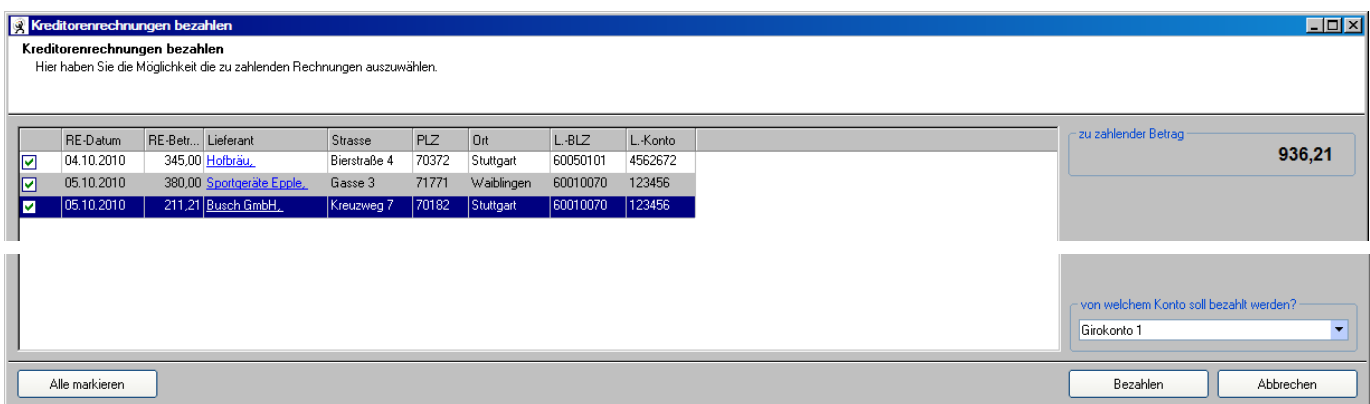 Kreditorenrechnungen bezahlen
Kreditorenrechnungen bezahlen
Hier haben Sie die Möglichkeit die zu zahlenden Rechnungen auszuwählen.
RE-Datum RE-Betr... Lieferant Strasse PLZ Ort L.-BLZ L.-Konto
04.10.2010 345,00 Hofbräu, Bierstraße 4 70372 Stuttgart 60050101 4562672
05.10.2010 380,00 Sportgeräte Epple, Gasse 3 71771 Waiblingen 60010070 123456
05.10.2010 211,21 Busch GmbH, Kreuzweg 7 70182 Stuttgart 60010070 123456
zu zahlender Betrag
936,21
von welchem Konto soll bezahlt werden?
Girokonto 1
Alle markieren Bezahlen Abbrechen